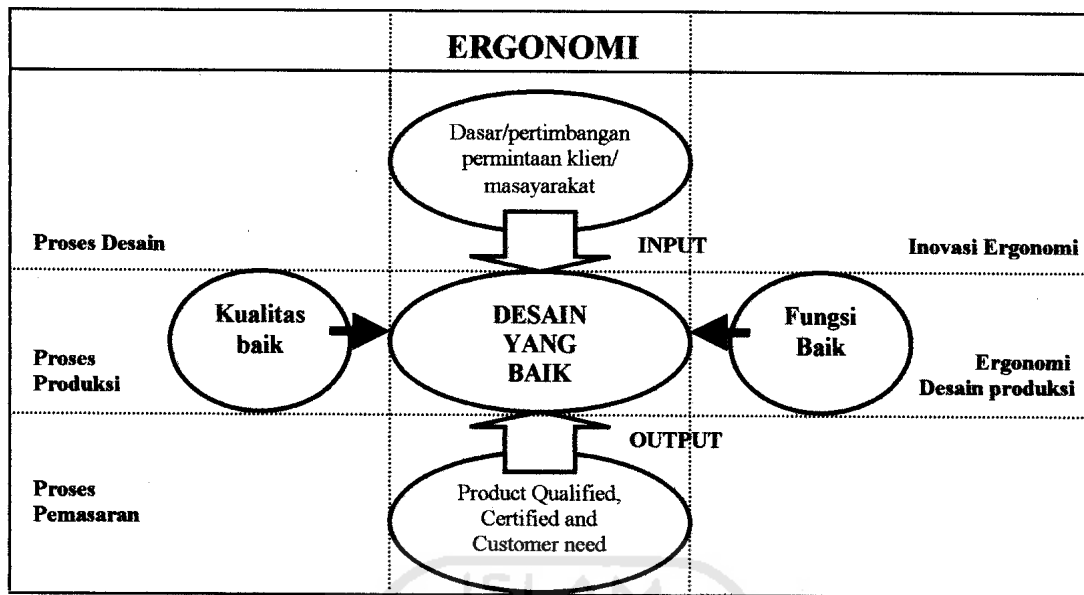 ERGONOMI
Dasar/pertimbangan
permintaan klien/
masayarakat
Proses Desain
INPUT
Inovasi Ergonomi
Kualitas
baik
DESAIN
YANG
BAIK
Fungsi
Baik
Proses
Produksi
Ergonomi
Desain produksi
OUTPUT
Proses
Pemasaran
Product Qualified,
Certified and
Customer need
ISLAM